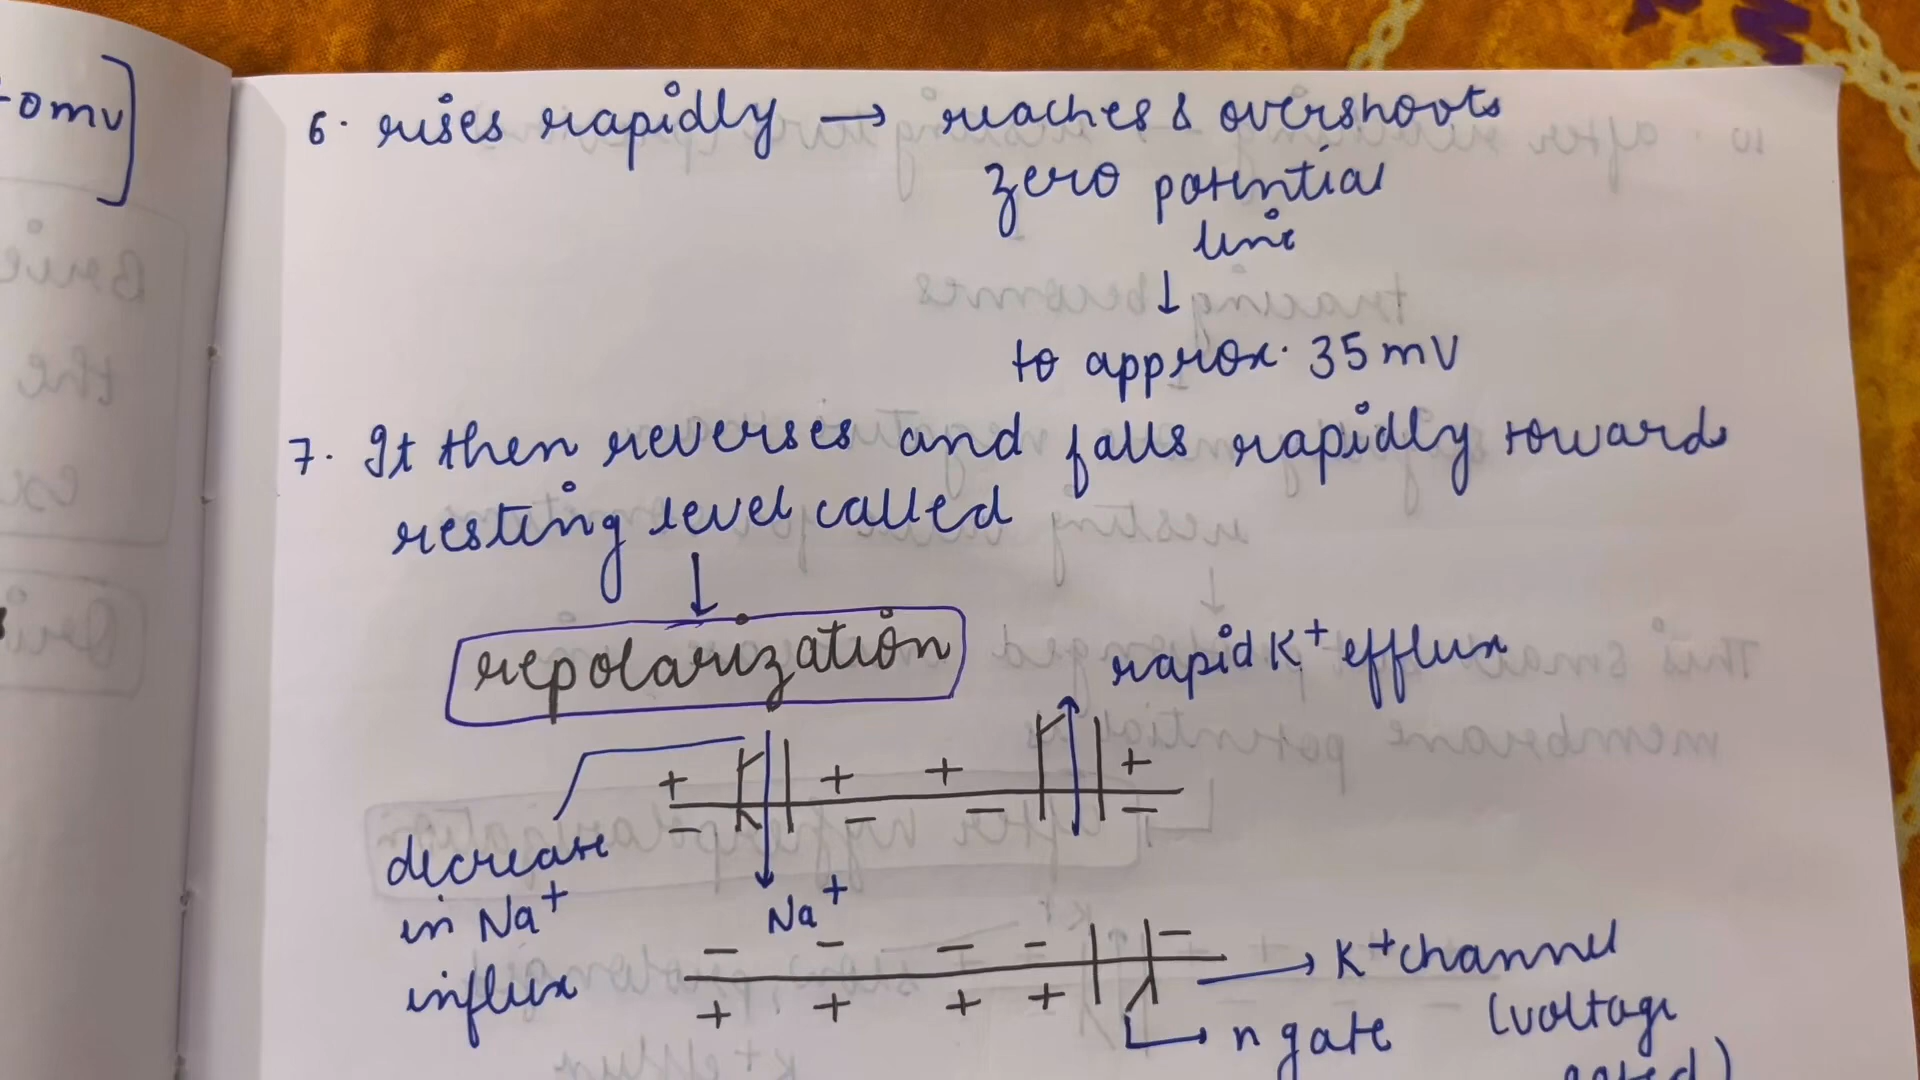 -omv]
6. rises rapidly → reaches & overshoots
zero potential
line
↓
to approx. 35 mV
7. It then reverses and falls rapidly toward
resting level called
↓
repolarization
rapid K+ efflux
+ + + +
- - - -
decrease
in Na+
influx
Na+
- - - - -
+ + + +
→ K+ channel
(voltage
gated)
→ n gate